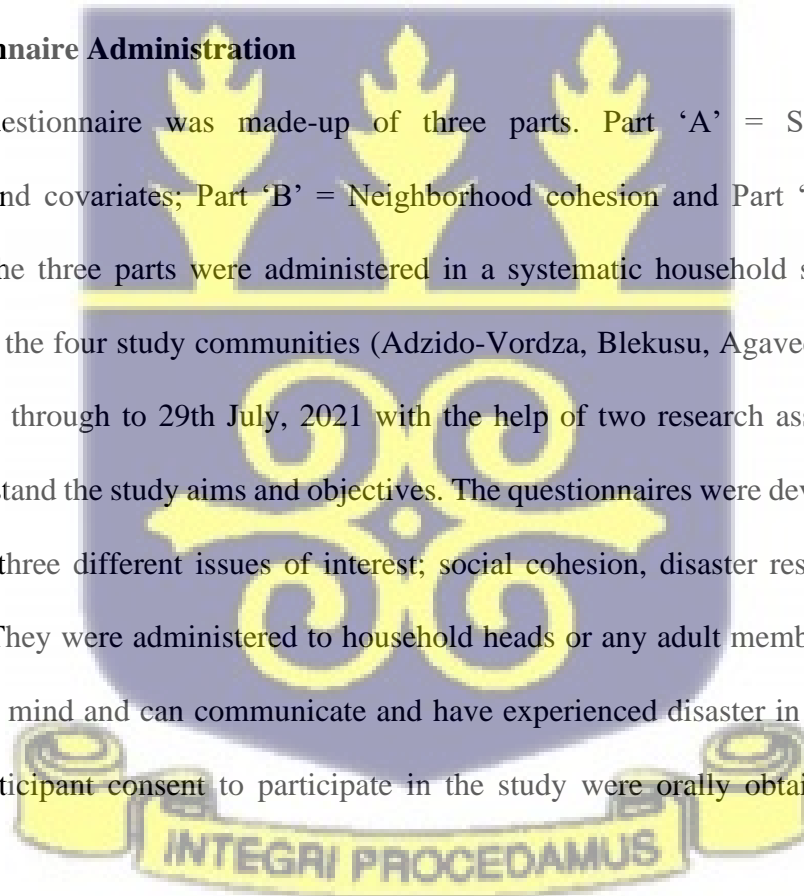 nnaire Administration
estionnaire was made-up of three parts. Part ‘A’ = S
nd covariates; Part ‘B’ = Neighborhood cohesion and Part ‘
he three parts were administered in a systematic household s
the four study communities (Adzido-Vordza, Blekusu, Agave
through to 29th July, 2021 with the help of two research ass
stand the study aims and objectives. The questionnaires were dev
three different issues of interest; social cohesion, disaster res
They were administered to household heads or any adult memb
mind and can communicate and have experienced disaster in
ticipant consent to participate in the study were orally obtai
INTEGRI PROCEDAMUS